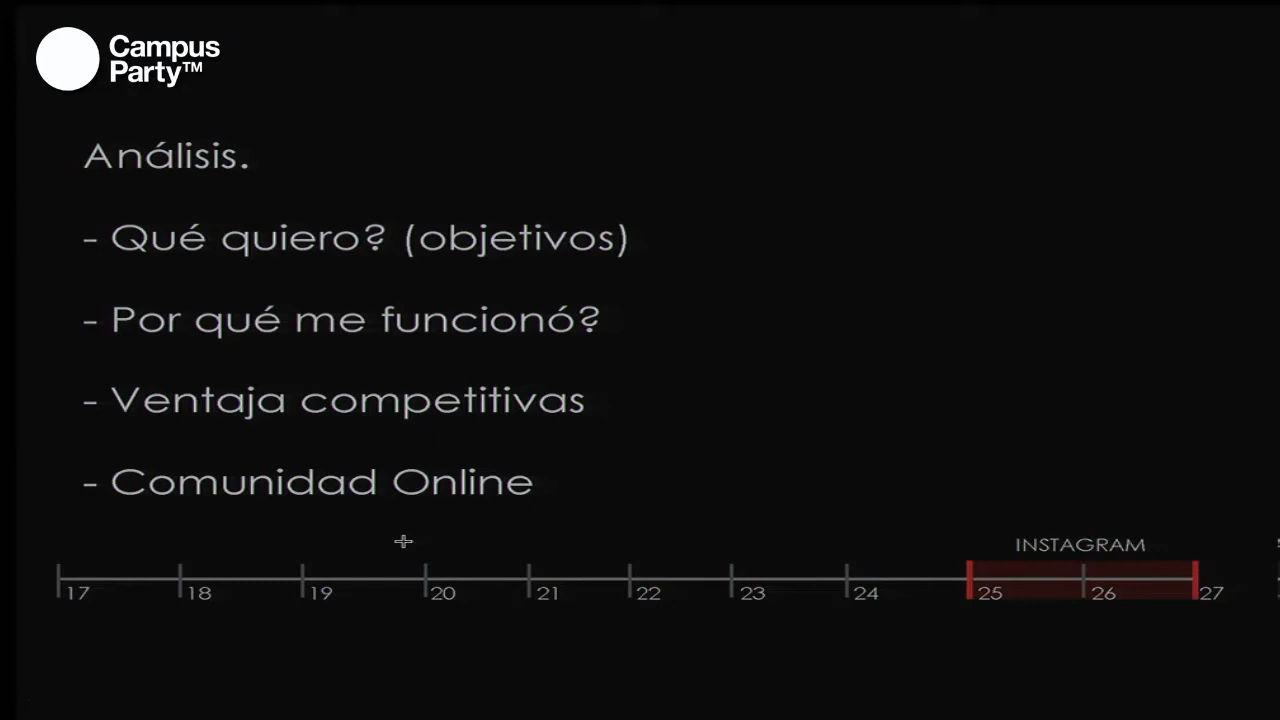 Campus
Party™
Análisis.
- Qué quiero? (objetivos)
- Por qué me funcionó?
- Ventaja competitivas
- Comunidad Online
INSTAGRAM
17 18 19 20 21 22 23 24 25 26 27